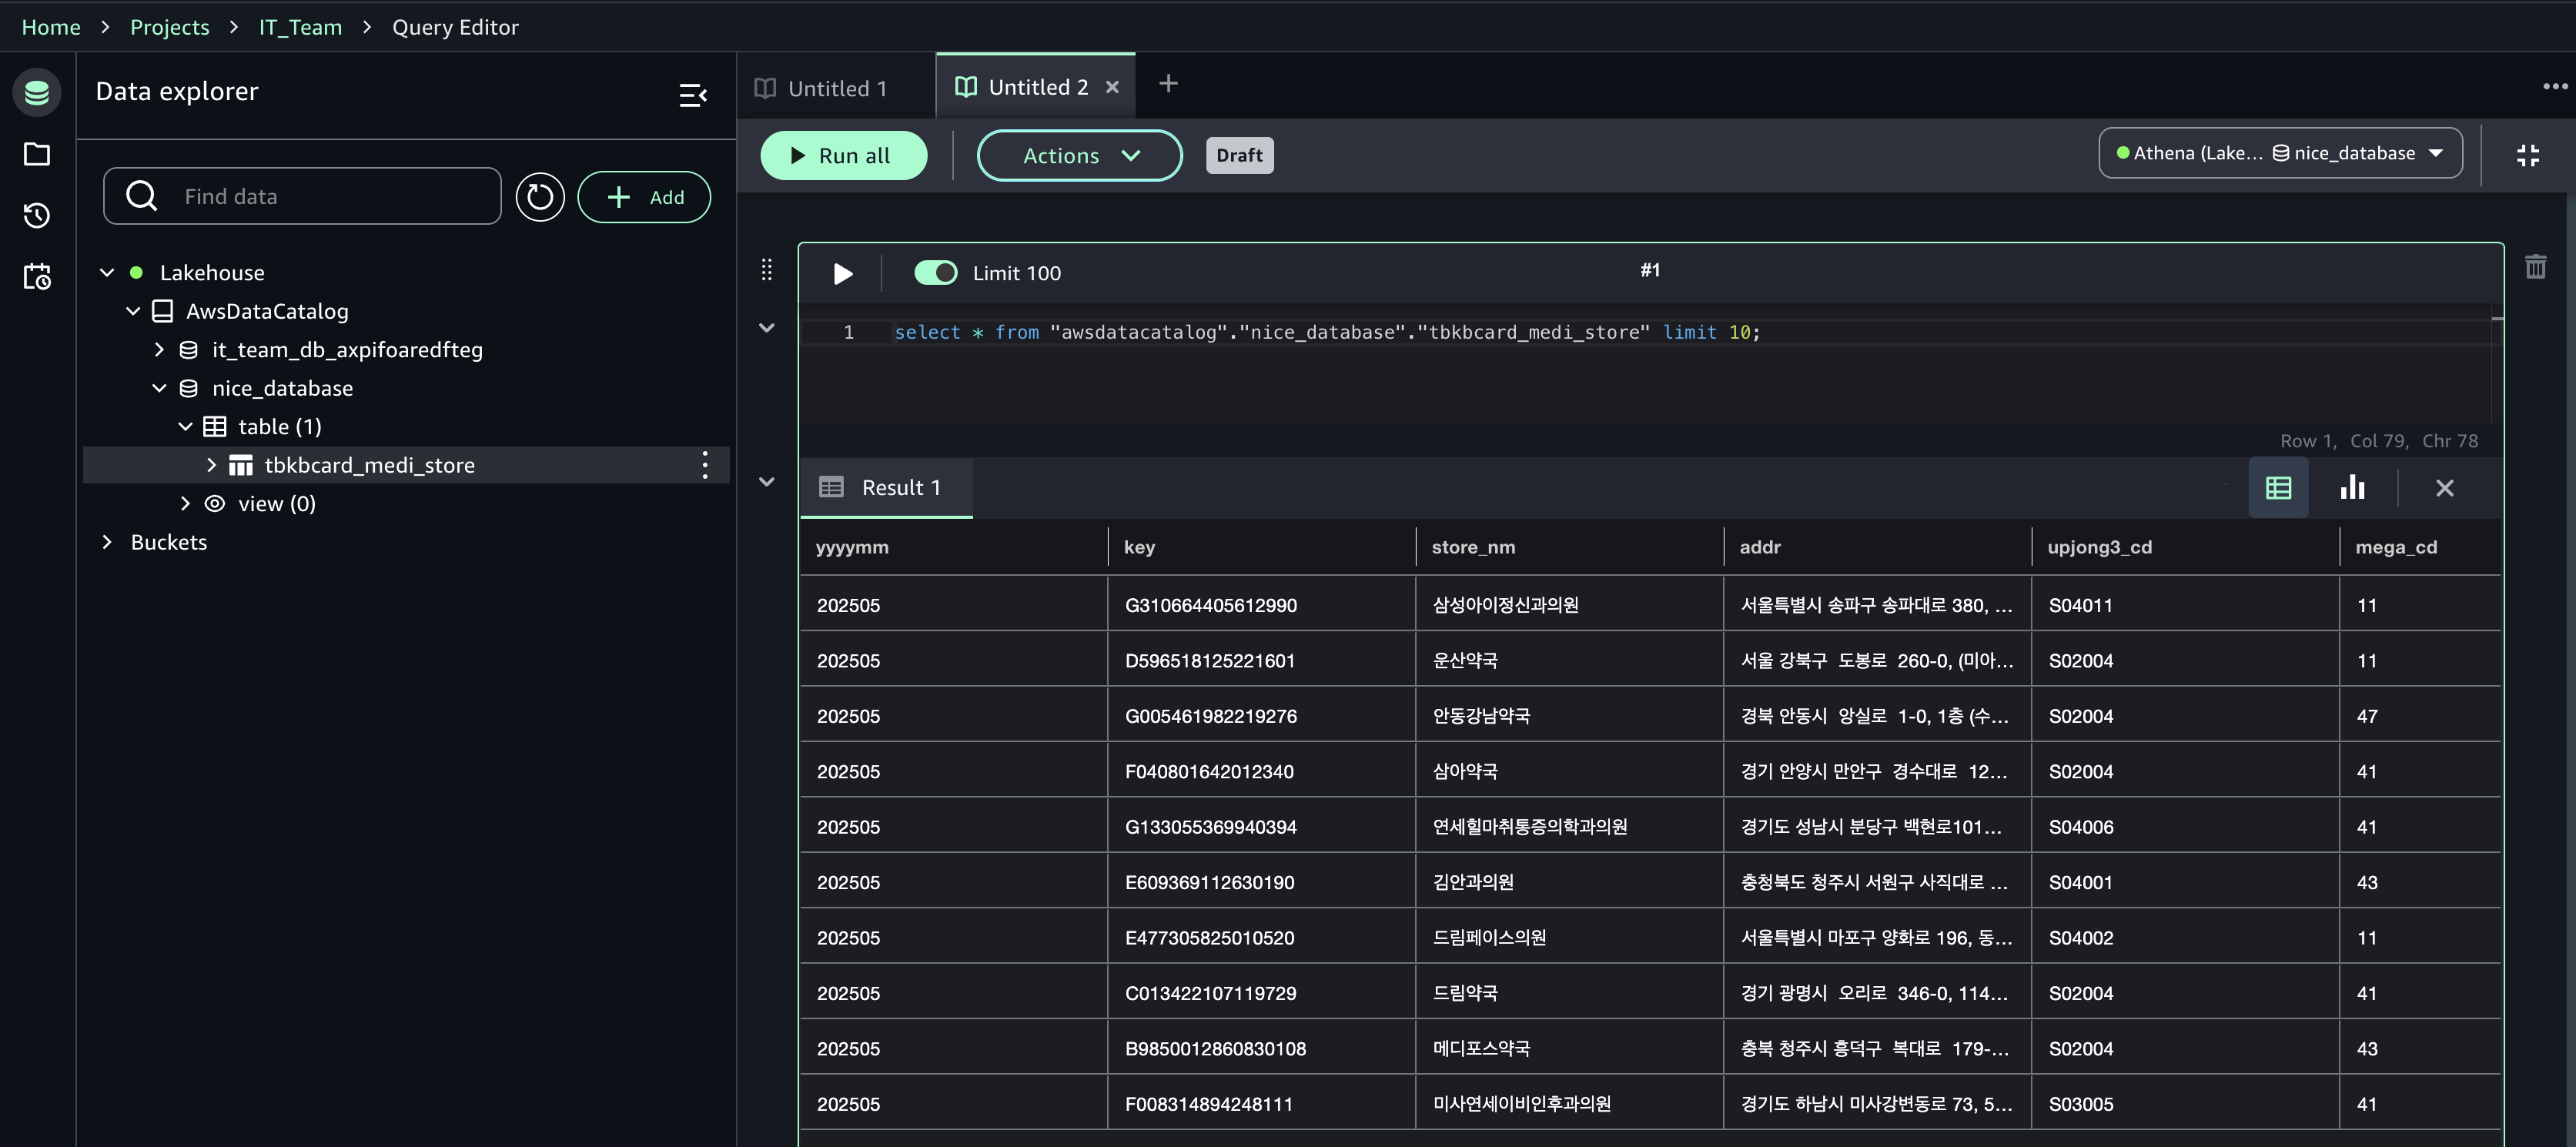 Home > Projects > IT_Team > Query Editor
Data explorer
Find data
Add
Lakehouse
AwsDataCatalog
it_team_db_axpifoaredfteg
nice_database
table (1)
tbkbcard_medi_store
view (0)
Buckets
Untitled 1
Untitled 2
Run all
Actions
Draft
Athena (Lake... nice_database
Limit 100
#1
1 select * from "awsdatacatalog"."nice_database"."tbkbcard_medi_store" limit 10;
Row 1, Col 79, Chr 78
Result 1
yyyymm key store_nm addr upjong3_cd mega_cd
202505 G310664405612990 삼성아이정신과의원 서울특별시 송파구 송파대로 380, ... S04011 11
202505 D596518125221601 운산약국 서울 강북구 도봉로 260-0, (미아... S02004 11
202505 G005461982219276 안동강남약국 경북 안동시 앙실로 1-0, 1층 (수... S02004 47
202505 F040801642012340 삼아약국 경기 안양시 만안구 경수대로 12... S02004 41
202505 G133055369940394 연세힐마취통증의학과의원 경기도 성남시 분당구 백현로101... S04006 41
202505 E609369112630190 김안과의원 충청북도 청주시 서원구 사직대로 ... S04001 43
202505 E477305825010520 드림페이스의원 서울특별시 마포구 양화로 196, 동... S04002 11
202505 C013422107119729 드림약국 경기 광명시 오리로 346-0, 114... S02004 41
202505 B9850012860830108 메디포스약국 충북 청주시 흥덕구 복대로 179-... S02004 43
202505 F008314894248111 미사연세이비인후과의원 경기도 하남시 미사강변동로 73, 5... S03005 41